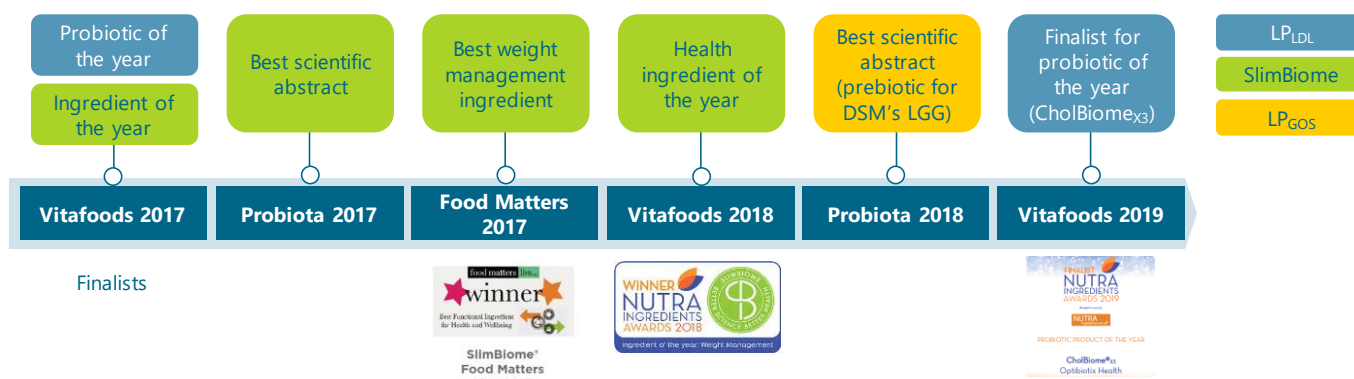 Probiotic of
the year
Ingredient of
the year
Best scientific
abstract
Best weight
management
ingredient
Health
ingredient of
the year
Best scientific
abstract
(prebiotic for
DSM's LGG)
Finalist for
probiotic of
the year
(CholBiomeX3)
LPLDL
SlimBiome
LPGOS
Vitafoods 2017
Probiota 2017
Food Matters
2017
Vitafoods 2018
Probiota 2018
Vitafoods 2019
Finalists
food matters live
winner
Best Functional Ingredient
for Health and Wellbeing
SlimBiome®
Food Matters
WINNER
NUTRA
INGREDIENTS
AWARDS 2018
SLIMBIOME
BETTER SCIENCE BETTER HEALTH
Ingredient of the year: Weight Management
FINALIST
NUTRA
INGREDIENTS
AWARDS 2019
NUTRA
PROBIOTIC PRODUCT OF THE YEAR
CholBiome®X3
Optibiotix Health